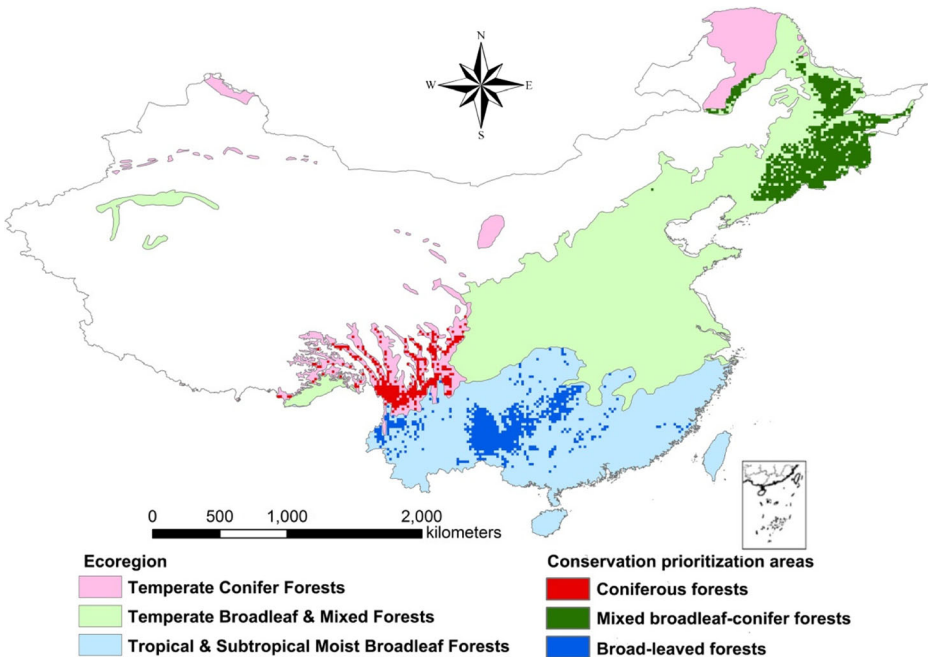 N
W E
S
0 500 1,000 2,000
kilometers
Ecoregion
Temperate Conifer Forests
Temperate Broadleaf & Mixed Forests
Tropical & Subtropical Moist Broadleaf Forests
Conservation prioritization areas
Coniferous forests
Mixed broadleaf-conifer forests
Broad-leaved forests